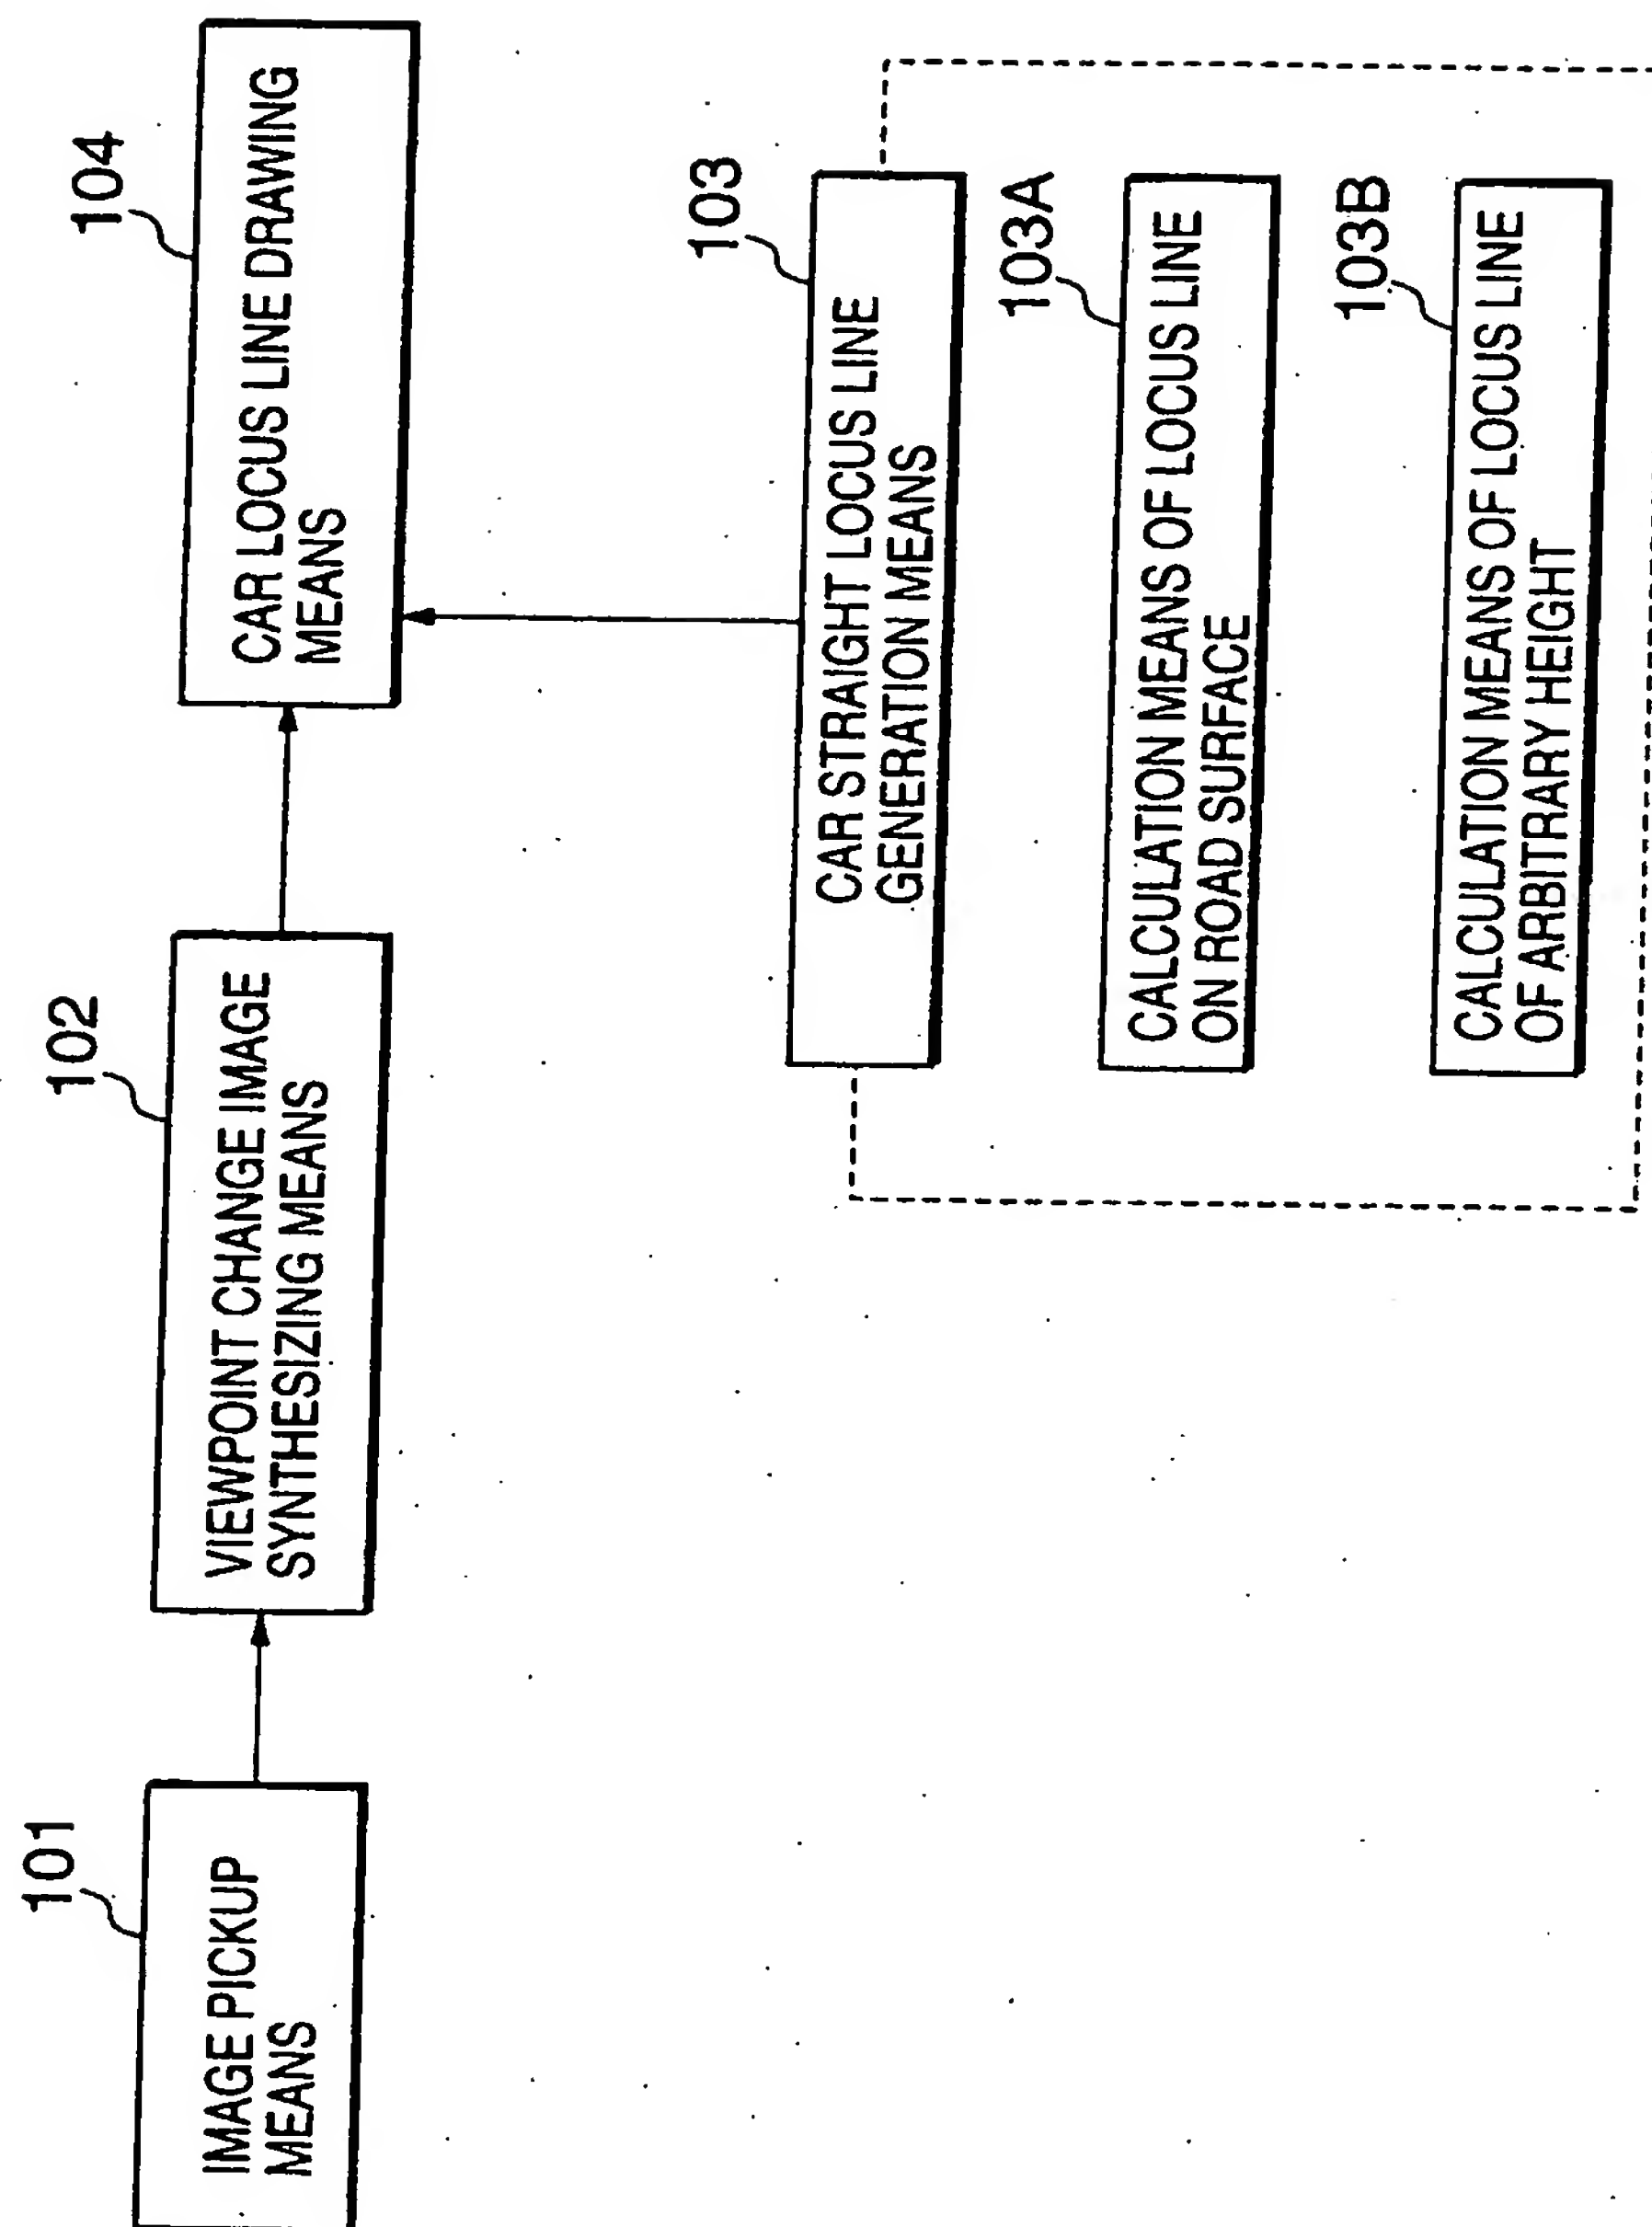 101
IMAGE PICKUP
MEANS
102
VIEWPOINT CHANGE IMAGE
SYNTHESIZING MEANS
104
CAR LOCUS LINE DRAWING
MEANS
103
CAR STRAIGHT LOCUS LINE
GENERATION MEANS
103A
CALCULATION MEANS OF LOCUS LINE
ON ROAD SURFACE
103B
CALCULATION MEANS OF LOCUS LINE
OF ARBITRARY HEIGHT